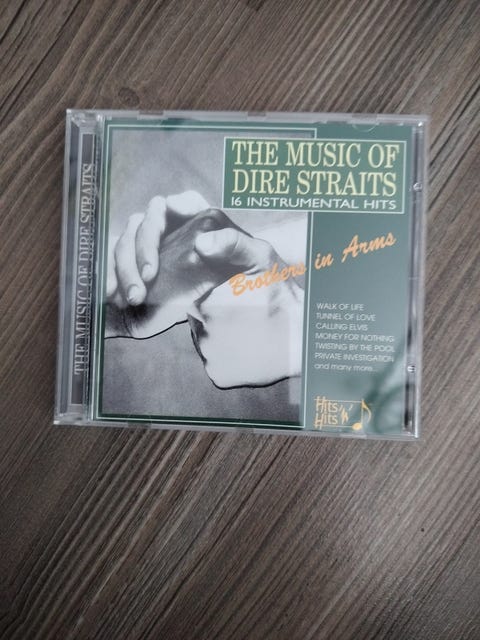 THE MUSIC OF DIRE STRAITS
THE MUSIC OF
DIRE STRAITS
16 INSTRUMENTAL HITS
Brothers in Arms
WALK OF LIFE
TUNNEL OF LOVE
CALLING ELVIS
MONEY FOR NOTHING
TWISTING BY THE POOL
PRIVATE INVESTIGATION
and many more...
Hits 'n'
Hits